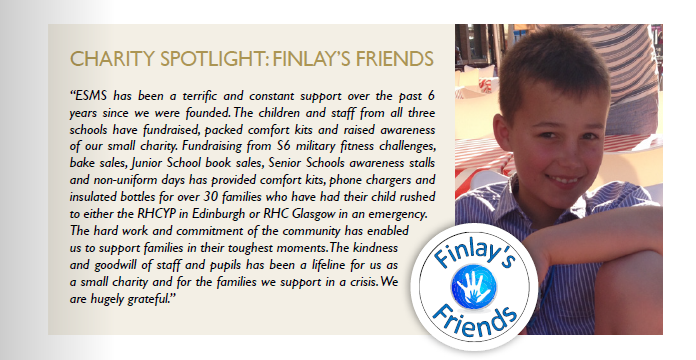 CHARITY SPOTLIGHT: FINLAY'S FRIENDS
“ESMS has been a terrific and constant support over the past 6
years since we were founded. The children and staff from all three
schools have fundraised, packed comfort kits and raised awareness
of our small charity. Fundraising from S6 military fitness challenges,
bake sales, Junior School book sales, Senior Schools awareness stalls
and non-uniform days has provided comfort kits, phone chargers and
insulated bottles for over 30 families who have had their child rushed
to either the RHCYP in Edinburgh or RHC Glasgow in an emergency.
The hard work and commitment of the community has enabled
us to support families in their toughest moments. The kindness
and goodwill of staff and pupils has been a lifeline for us as
a small charity and for the families we support in a crisis. We
are hugely grateful.”
Finlay's
Friends